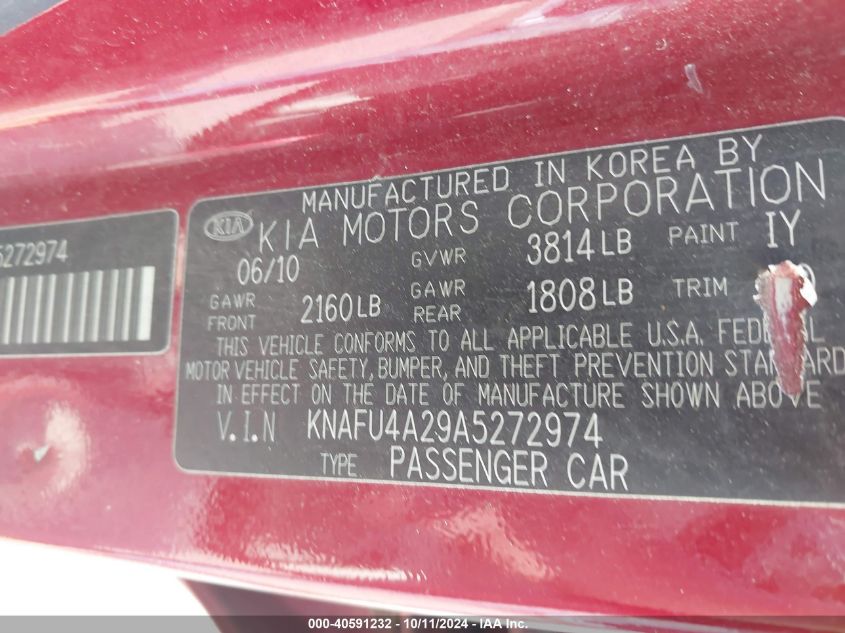 5272974
MANUFACTURED IN KOREA BY
KIA KIA MOTORS CORPORATION
06/10 GVWR 3814LB PAINT IY
GAWR FRONT 2160LB GAWR REAR 1808LB TRIM
THIS VEHICLE CONFORMS TO ALL APPLICABLE U.S.A.
MOTOR VEHICLE SAFETY, BUMPER, AND THEFT PREVENTION
IN EFFECT ON THE DATE OF MANUFACTURE SHOWN ABOVE
V.I.N KNAFU4A29A5272974
TYPE PASSENGER CAR
000-40591232 - 10/11/2024 - IAA Inc.